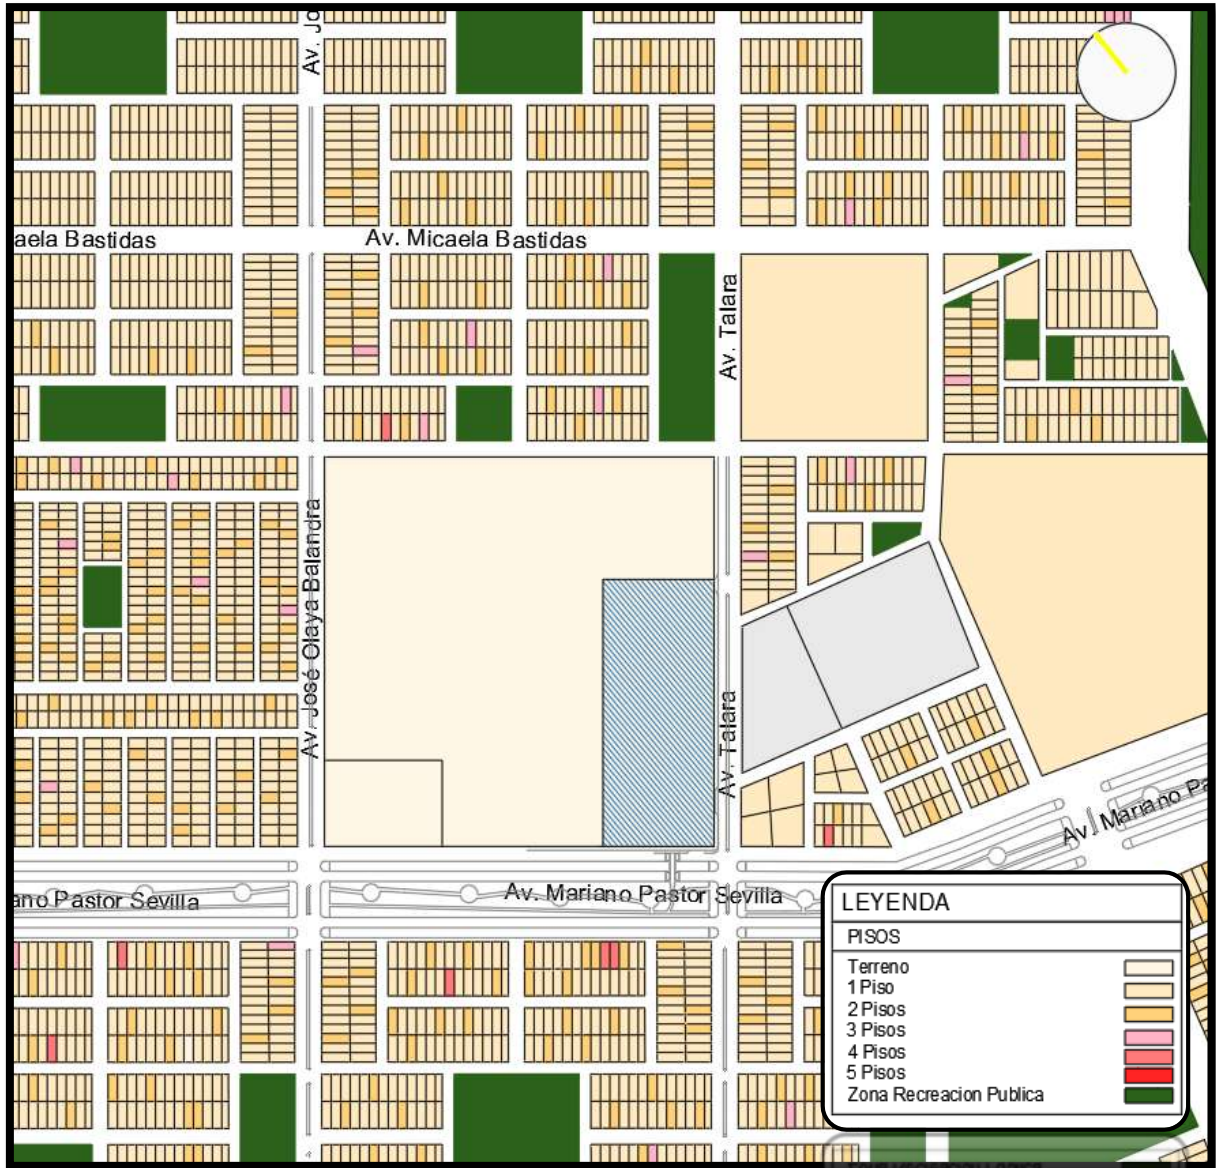 Av. Jo
aela Bastidas
Av. Micaela Bastidas
Av. Talara
Av. José Olaya Balandra
Av. Talara
Av. Mariano Pa
ano Pastor Sevilla
Av. Mariano Pastor Sevilla
LEYENDA
PISOS
Terreno
1 Piso
2 Pisos
3 Pisos
4 Pisos
5 Pisos
Zona Recreacion Publica